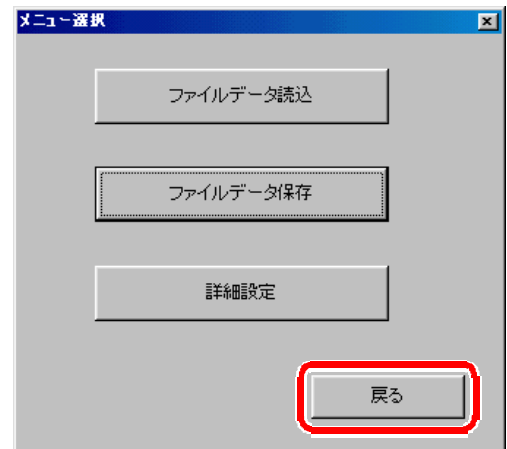 メニュー選択
ファイルデータ読込
ファイルデータ保存
詳細設定
戻る